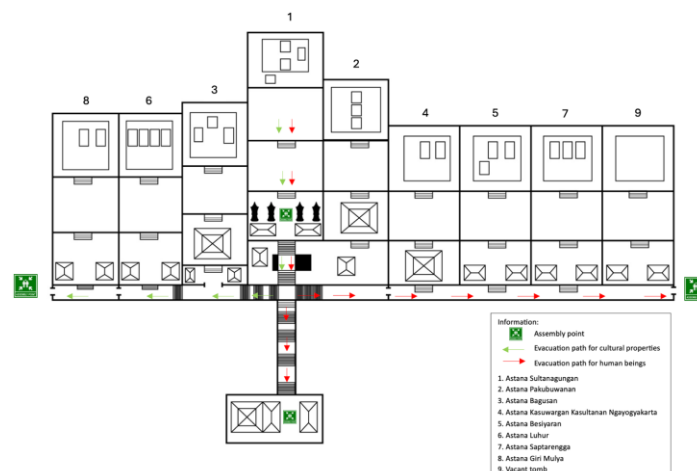 1
2
3
8
6
4
5
7
9
Information:
Assembly point
Evacuation path for cultural properties
Evacuation path for human beings
1. Astana Sultanagungan
2. Astana Pakubuwanan
3. Astana Bagusan
4. Astana Kasuwargan Kasultanan Ngayogyakarta
5. Astana Besiyaran
6. Astana Luhur
7. Astana Saptarengga
8. Astana Giri Mulya
9. Vacant tomb